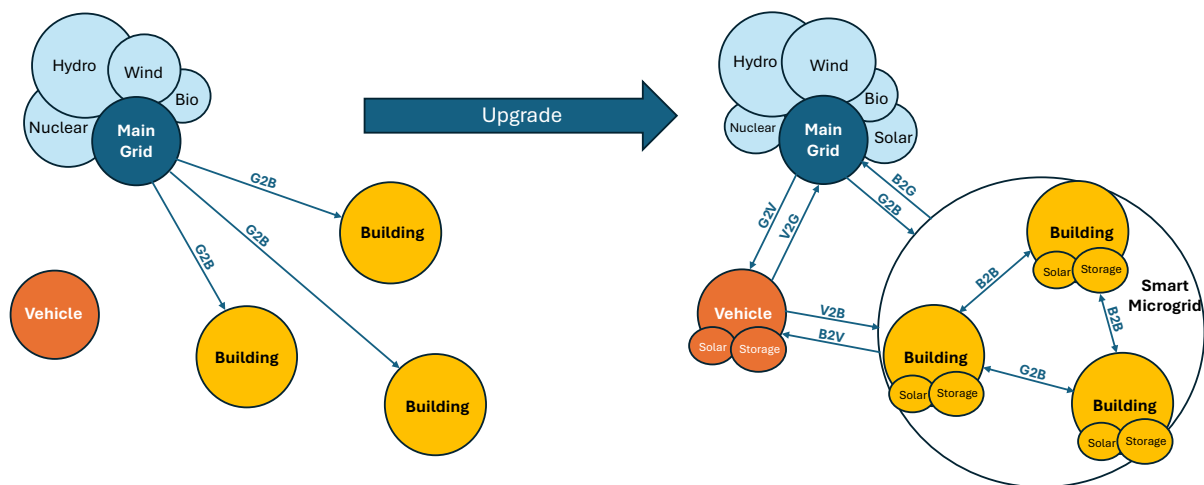 Hydro
Wind
Bio
Nuclear
Main
Grid
G2B
G2B
G2B
Building
Vehicle
Building
Building
Upgrade
Hydro
Wind
Bio
Nuclear
Solar
Main
Grid
B2G
G2B
G2V
V2G
Building
Solar
Storage
Smart
Microgrid
B2B
B2B
Vehicle
Solar
Storage
V2B
B2V
Building
Solar
Storage
G2B
Building
Solar
Storage